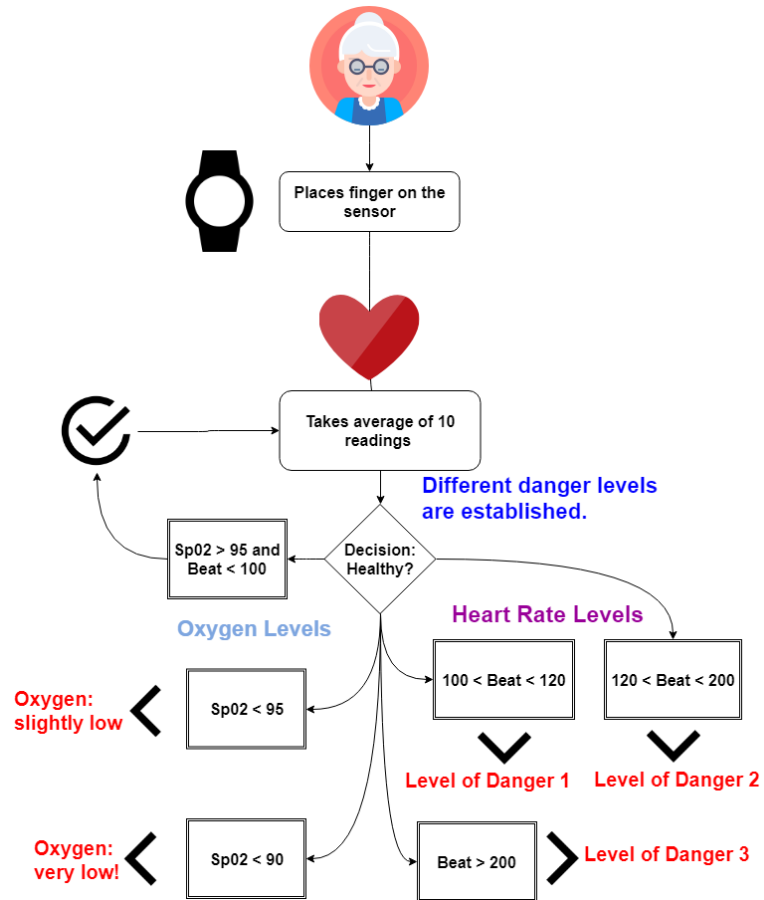 Places finger on the
sensor
Takes average of 10
readings
Different danger levels
are established.
Decision:
Healthy?
Sp02 > 95 and
Beat < 100
Oxygen Levels
Heart Rate Levels
100 < Beat < 120
120 < Beat < 200
Oxygen:
slightly low
Sp02 < 95
Level of Danger 1
Level of Danger 2
Oxygen:
very low!
Sp02 < 90
Beat > 200
Level of Danger 3